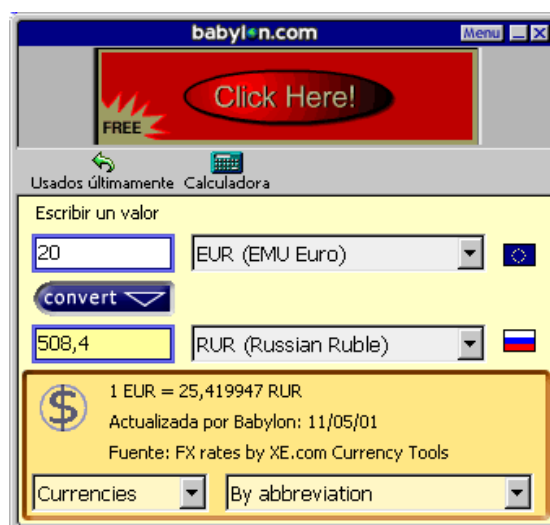 babylon.com Menu
Click Here!
FREE
Usados últimamente Calculadora
Escribir un valor
20 EUR (EMU Euro)
convert
508,4 RUR (Russian Ruble)
1 EUR = 25,419947 RUR
Actualizada por Babylon: 11/05/01
Fuente: FX rates by XE.com Currency Tools
Currencies By abbreviation